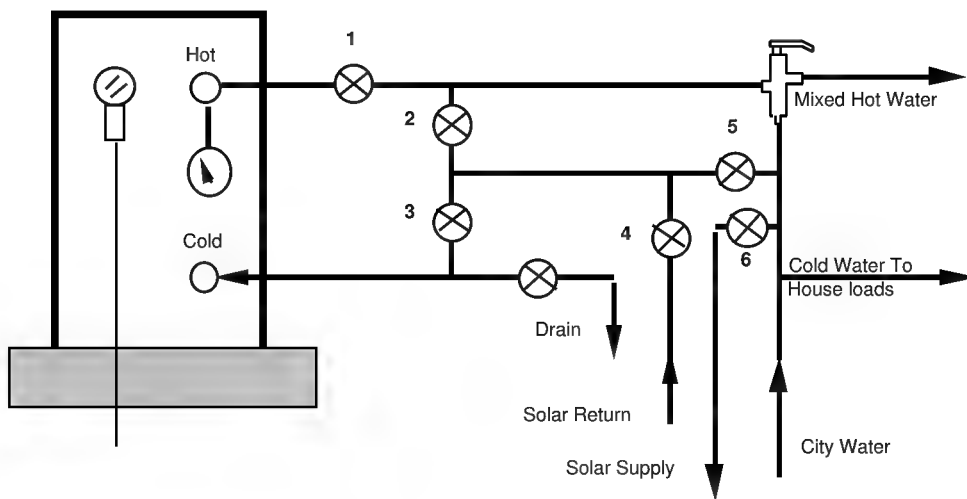 1
Hot
Mixed Hot Water
2
5
3
4
Cold
6
Cold Water To
House loads
Drain
Solar Return
City Water
Solar Supply